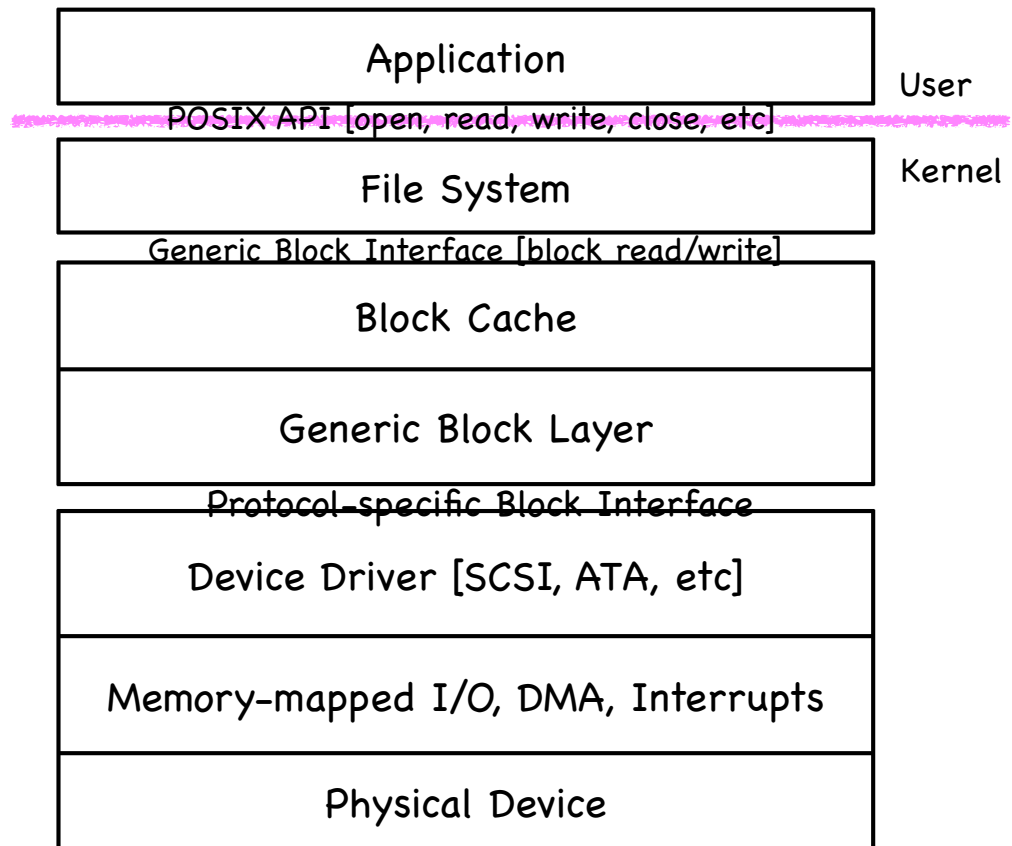 Application
User
POSIX API [open, read, write, close, etc]
Kernel
File System
Generic Block Interface [block read/write]
Block Cache
Generic Block Layer
Protocol-specific Block Interface
Device Driver [SCSI, ATA, etc]
Memory-mapped I/O, DMA, Interrupts
Physical Device